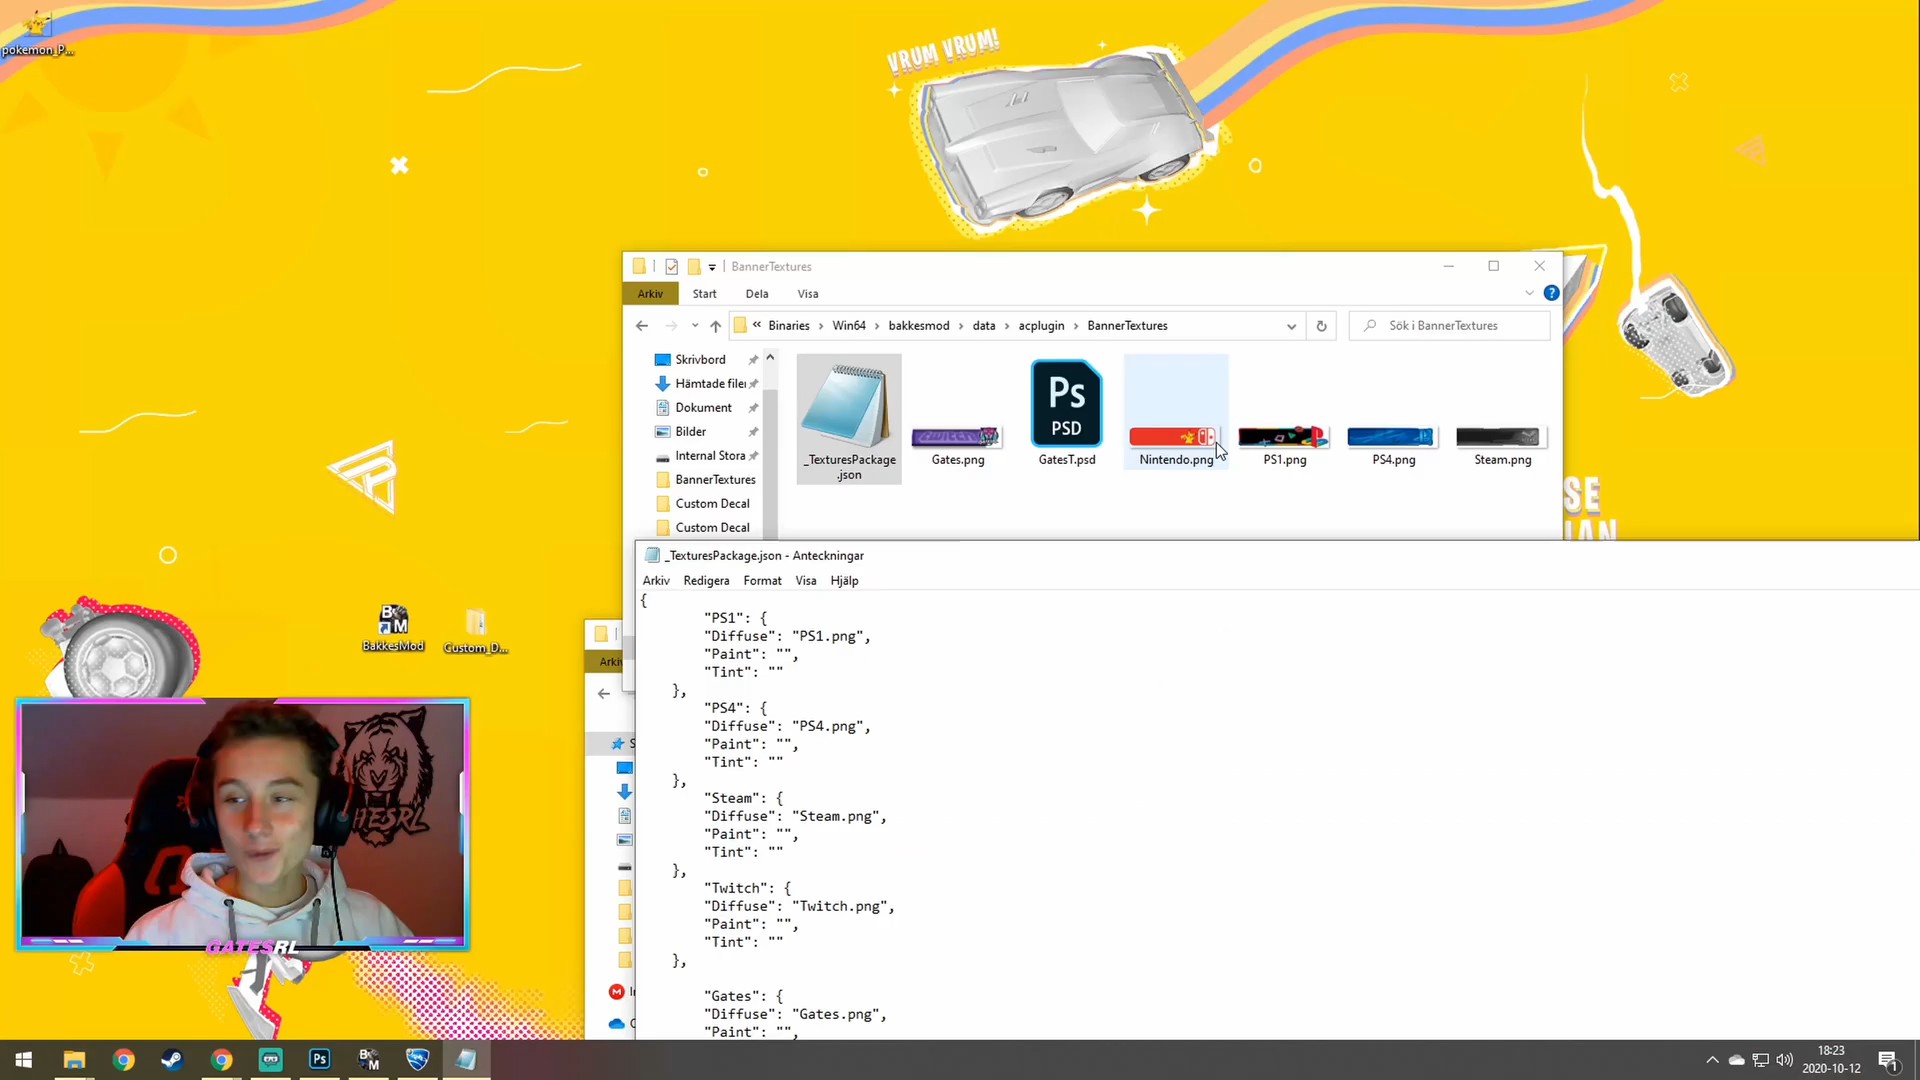 pokemon_P...
VRUM VRUM!
BannerTextures
Arkiv
Start
Dela
Visa
« Binaries › Win64 › bakkesmod › data › acplugin › BannerTextures
Sök i BannerTextures
Skrivbord
Hämtade filer
Dokument
Bilder
Internal Stora
BannerTextures
Custom Decal
Custom Decal
_TexturesPackage
.json
Gates.png
Ps
PSD
GatesT.psd
Nintendo.png
PS1.png
PS4.png
Steam.png
_TexturesPackage.json - Anteckningar
Arkiv
Redigera
Format
Visa
Hjälp
{
"PS1": {
"Diffuse": "PS1.png",
"Paint": "",
"Tint": ""
},
"PS4": {
"Diffuse": "PS4.png",
"Paint": "",
"Tint": ""
},
"Steam": {
"Diffuse": "Steam.png",
"Paint": "",
"Tint": ""
},
"Twitch": {
"Diffuse": "Twitch.png",
"Paint": "",
"Tint": ""
},
"Gates": {
"Diffuse": "Gates.png",
"Paint": "",
BakkesMod
Custom_D...
GATESRL
18:23
2020-10-12